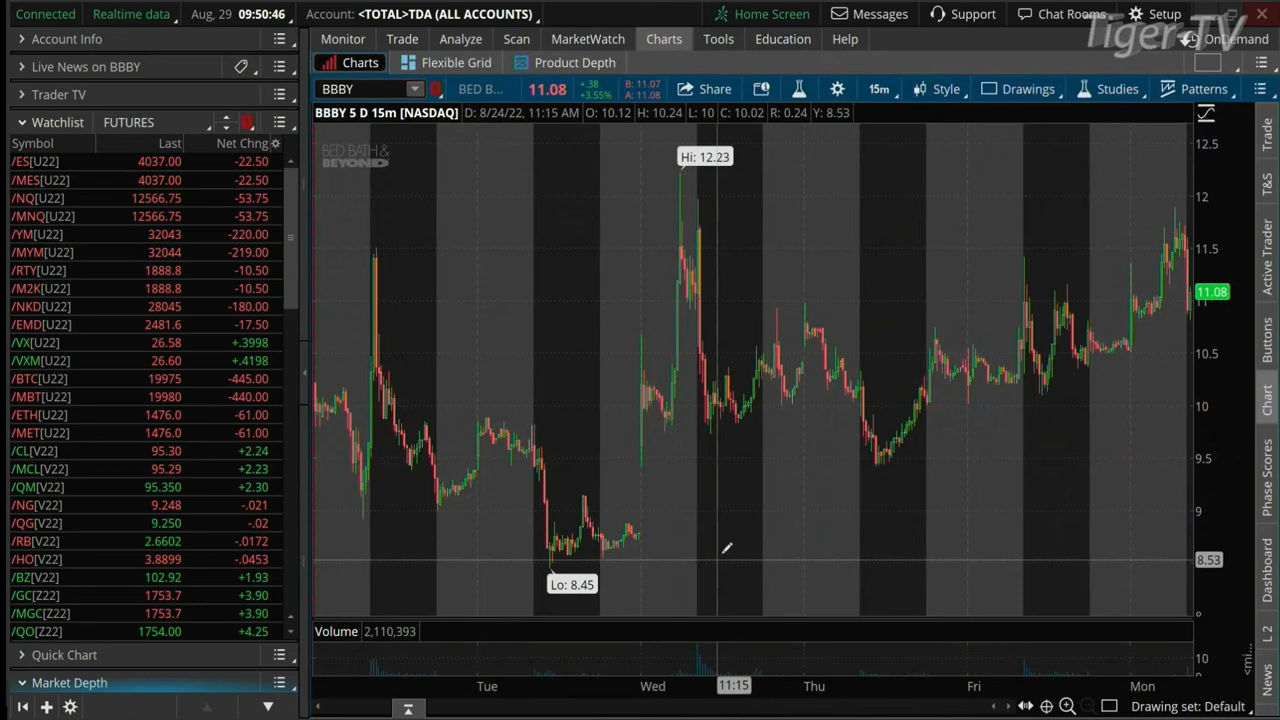 Connected Realtime data Aug, 29 09:50:46 Account: <TOTAL>TDA (ALL ACCOUNTS) Home Screen Messages Support Chat Rooms Setup
Tiger-TV
OnDemand
Account Info
Live News on BBBY
Trader TV
Watchlist FUTURES
Symbol Last Net Chng
/ES[U22] 4037.00 -22.50
/MES[U22] 4037.00 -22.50
/NQ[U22] 12566.75 -53.75
/MNQ[U22] 12566.75 -53.75
/YM[U22] 32043 -220.00
/MYM[U22] 32044 -219.00
/RTY[U22] 1888.8 -10.50
/M2K[U22] 1888.8 -10.50
/NKD[U22] 28045 -180.00
/EMD[U22] 2481.6 -17.50
/VX[U22] 26.58 +.3998
/VXM[U22] 26.60 +.4198
/BTC[Q22] 19975 -445.00
/MBT[Q22] 19980 -440.00
/ETH[Q22] 1476.0 -61.00
/MET[Q22] 1476.0 -61.00
/CL[V22] 95.30 +2.24
/MCL[V22] 95.29 +2.23
/QM[V22] 95.350 +2.30
/NG[V22] 9.248 -.021
/QG[V22] 9.250 -.02
/RB[V22] 2.6602 -.0172
/HO[V22] 3.8899 -.0453
/BZ[V22] 102.92 +1.93
/GC[Z22] 1753.7 +3.90
/MGC[Z22] 1753.7 +3.90
/QO[Z22] 1754.00 +4.25
Quick Chart
Market Depth
Monitor Trade Analyze Scan MarketWatch Charts Tools Education Help
Charts Flexible Grid Product Depth
BBBY BED B... 11.08 +.38 B: 11.07
+3.55% A: 11.08
Share 15m Style Drawings Studies Patterns
BBBY 5 D 15m [NASDAQ] D: 8/24/22, 11:15 AM O: 10.12 H: 10.24 L: 10 C: 10.02 R: 0.24 Y: 8.53
BED BATH &
BEYOND
Hi: 12.23
Lo: 8.45
12.5
12
11.5
11.08
11
10.5
10
9.5
9
8.53
Volume 2,110,393
10
Tue Wed 11:15 Thu Fri Mon
Drawing set: Default
Trade
T&S
Active Trader
Buttons
Chart
Phase Scores
Dashboard
L 2
News